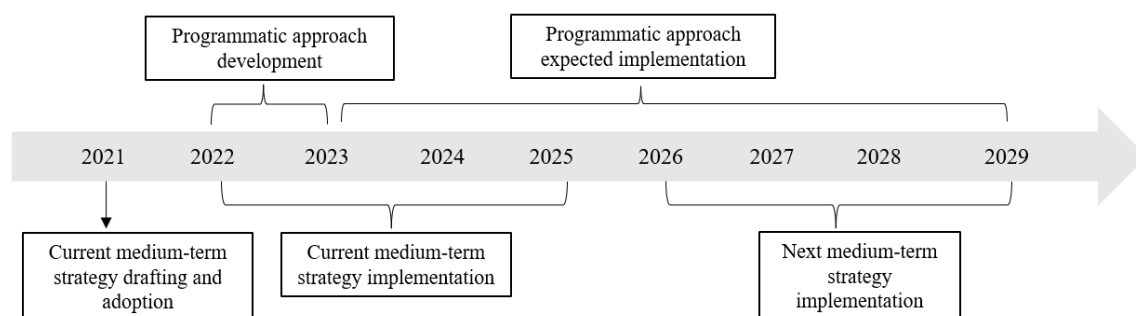 Programmatic approach
development
Programmatic approach
expected implementation
2021 2022 2023 2024 2025 2026 2027 2028 2029
Current medium-term
strategy drafting and
adoption
Current medium-term
strategy implementation
Next medium-term
strategy
implementation